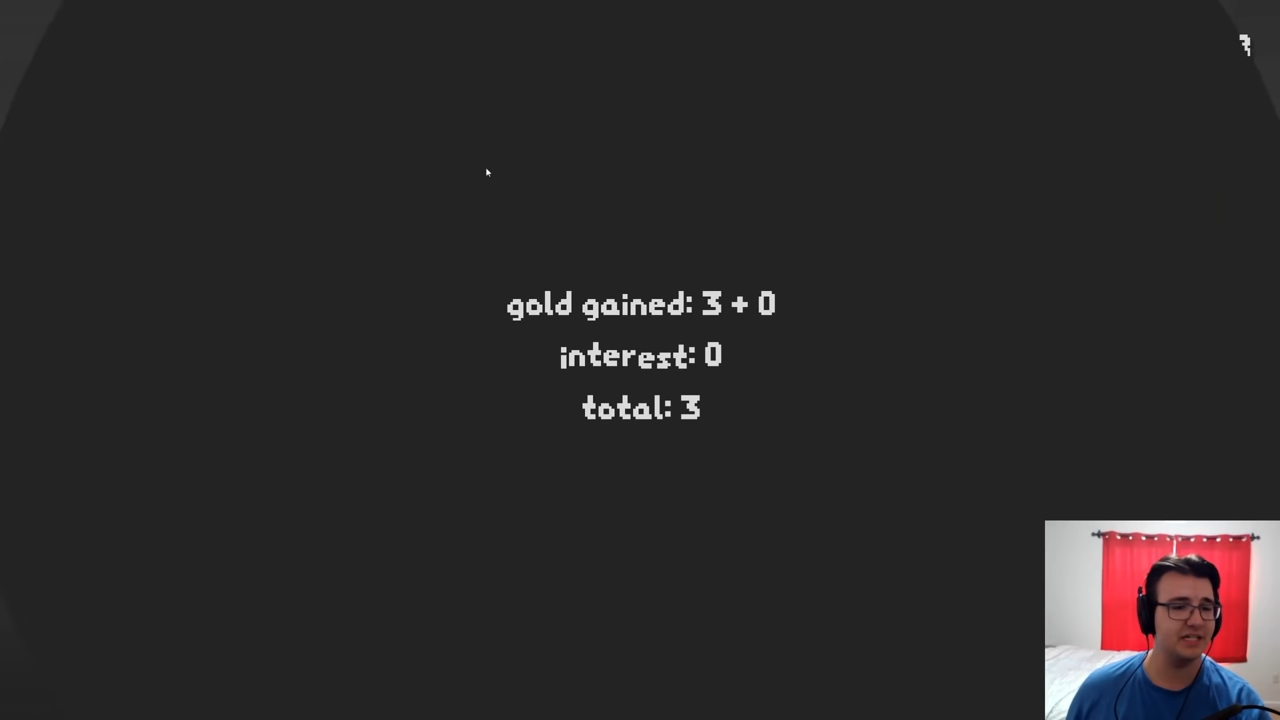 gold gained: 3 + 0
interest: 0
total: 3